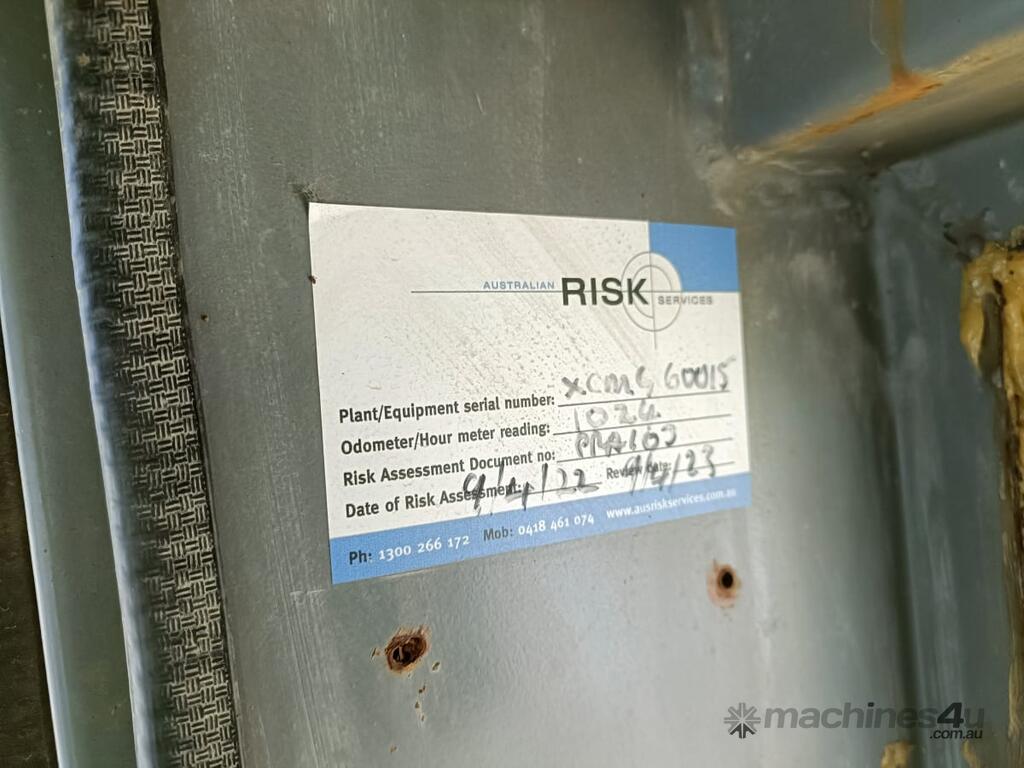 AUSTRALIAN RISK SERVICES
Plant/Equipment serial number: XCMG 60015
Odometer/Hour meter reading: 1024
Risk Assessment Document no: PRA103
Date of Risk Assessment: 9/4/22 Review date: 9/4/23
Ph: 1300 266 172 Mob: 0418 461 074 www.ausriskservices.com.au
machines4u
.com.au